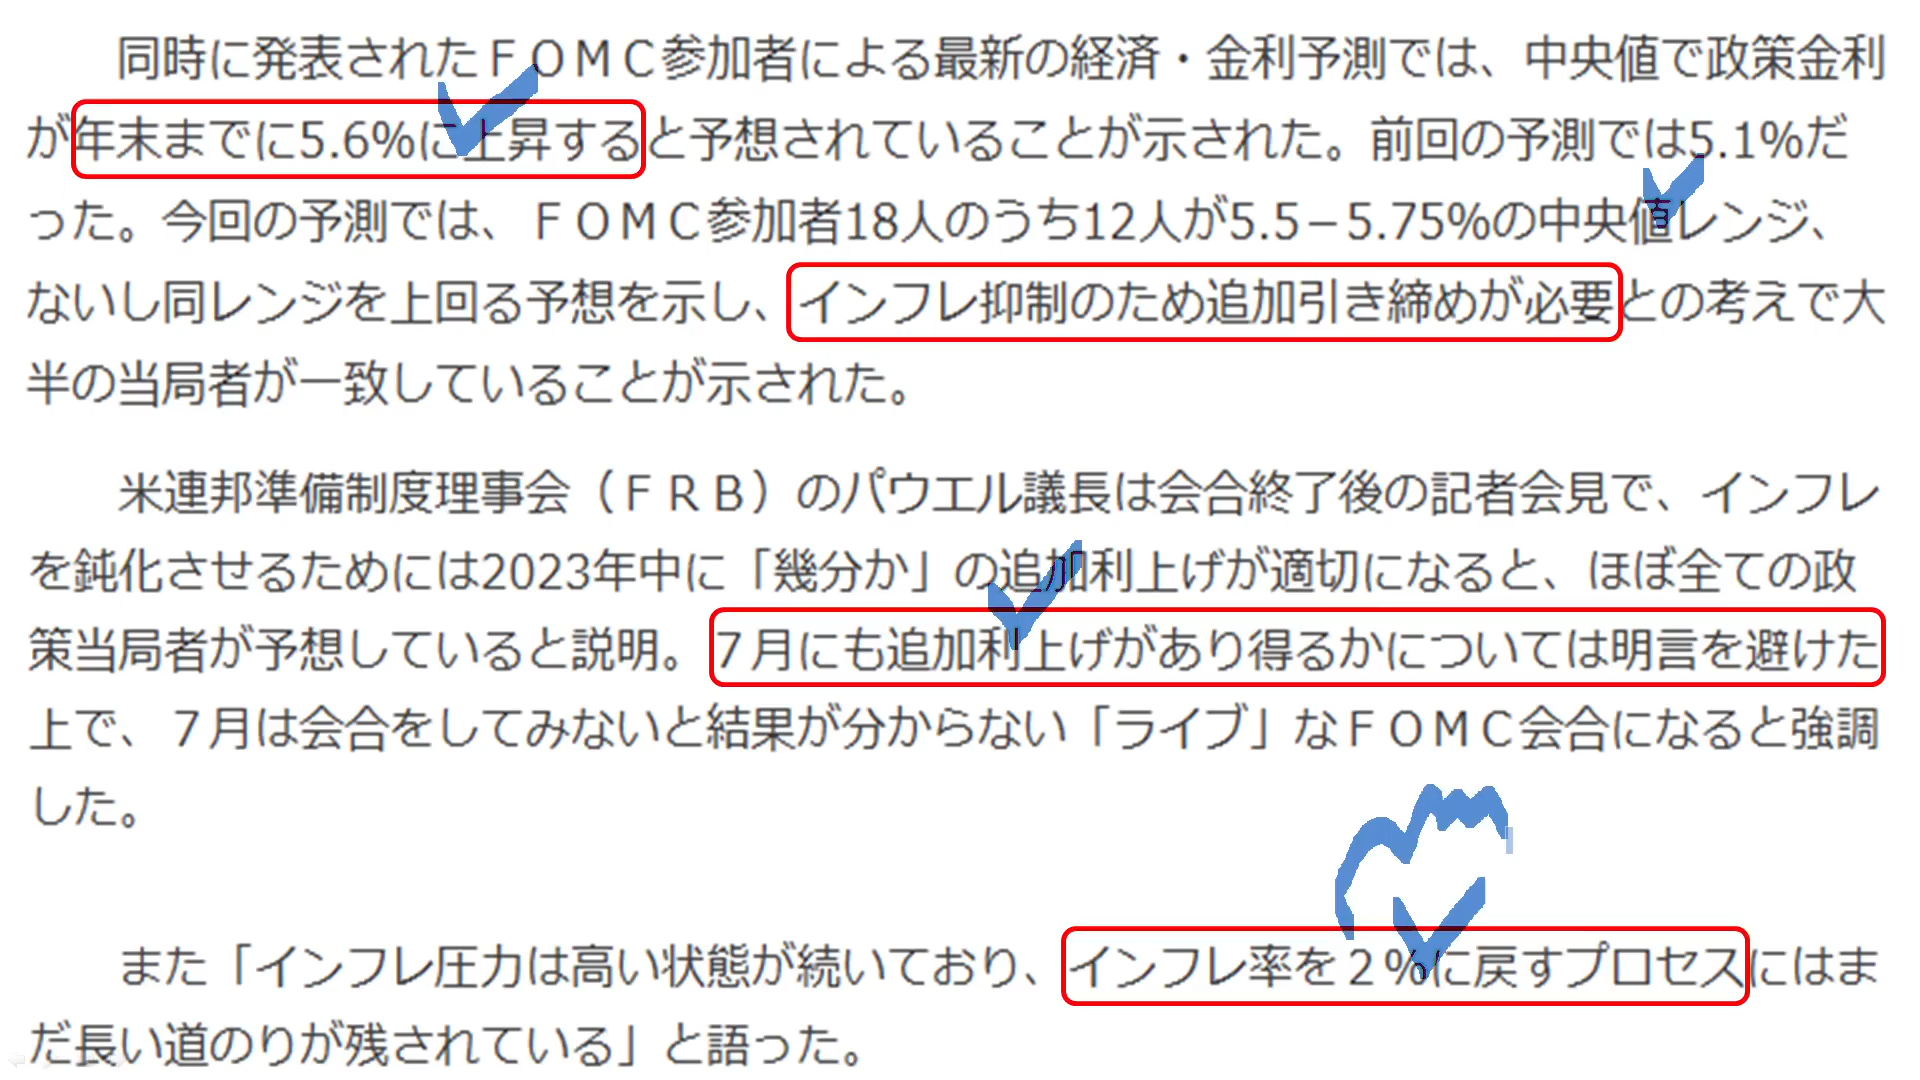 同時に発表されたＦＯＭＣ参加者による最新の経済・金利予測では、中央値で政策金利
が年末までに5.6%に上昇すると予想されていることが示された。前回の予測では5.1%だ
った。今回の予測では、ＦＯＭＣ参加者18人のうち12人が5.5－5.75%の中央値レンジ、
ないし同レンジを上回る予想を示し、インフレ抑制のため追加引き締めが必要との考えで大
半の当局者が一致していることが示された。
米連邦準備制度理事会（ＦＲＢ）のパウエル議長は会合終了後の記者会見で、インフレ
を鈍化させるためには2023年中に「幾分か」の追加利上げが適切になると、ほぼ全ての政
策当局者が予想していると説明。７月にも追加利上げがあり得るかについては明言を避けた
上で、７月は会合をしてみないと結果が分からない「ライブ」なＦＯＭＣ会合になると強調
した。
また「インフレ圧力は高い状態が続いており、インフレ率を２%に戻すプロセスにはま
だ長い道のりが残されている」と語った。